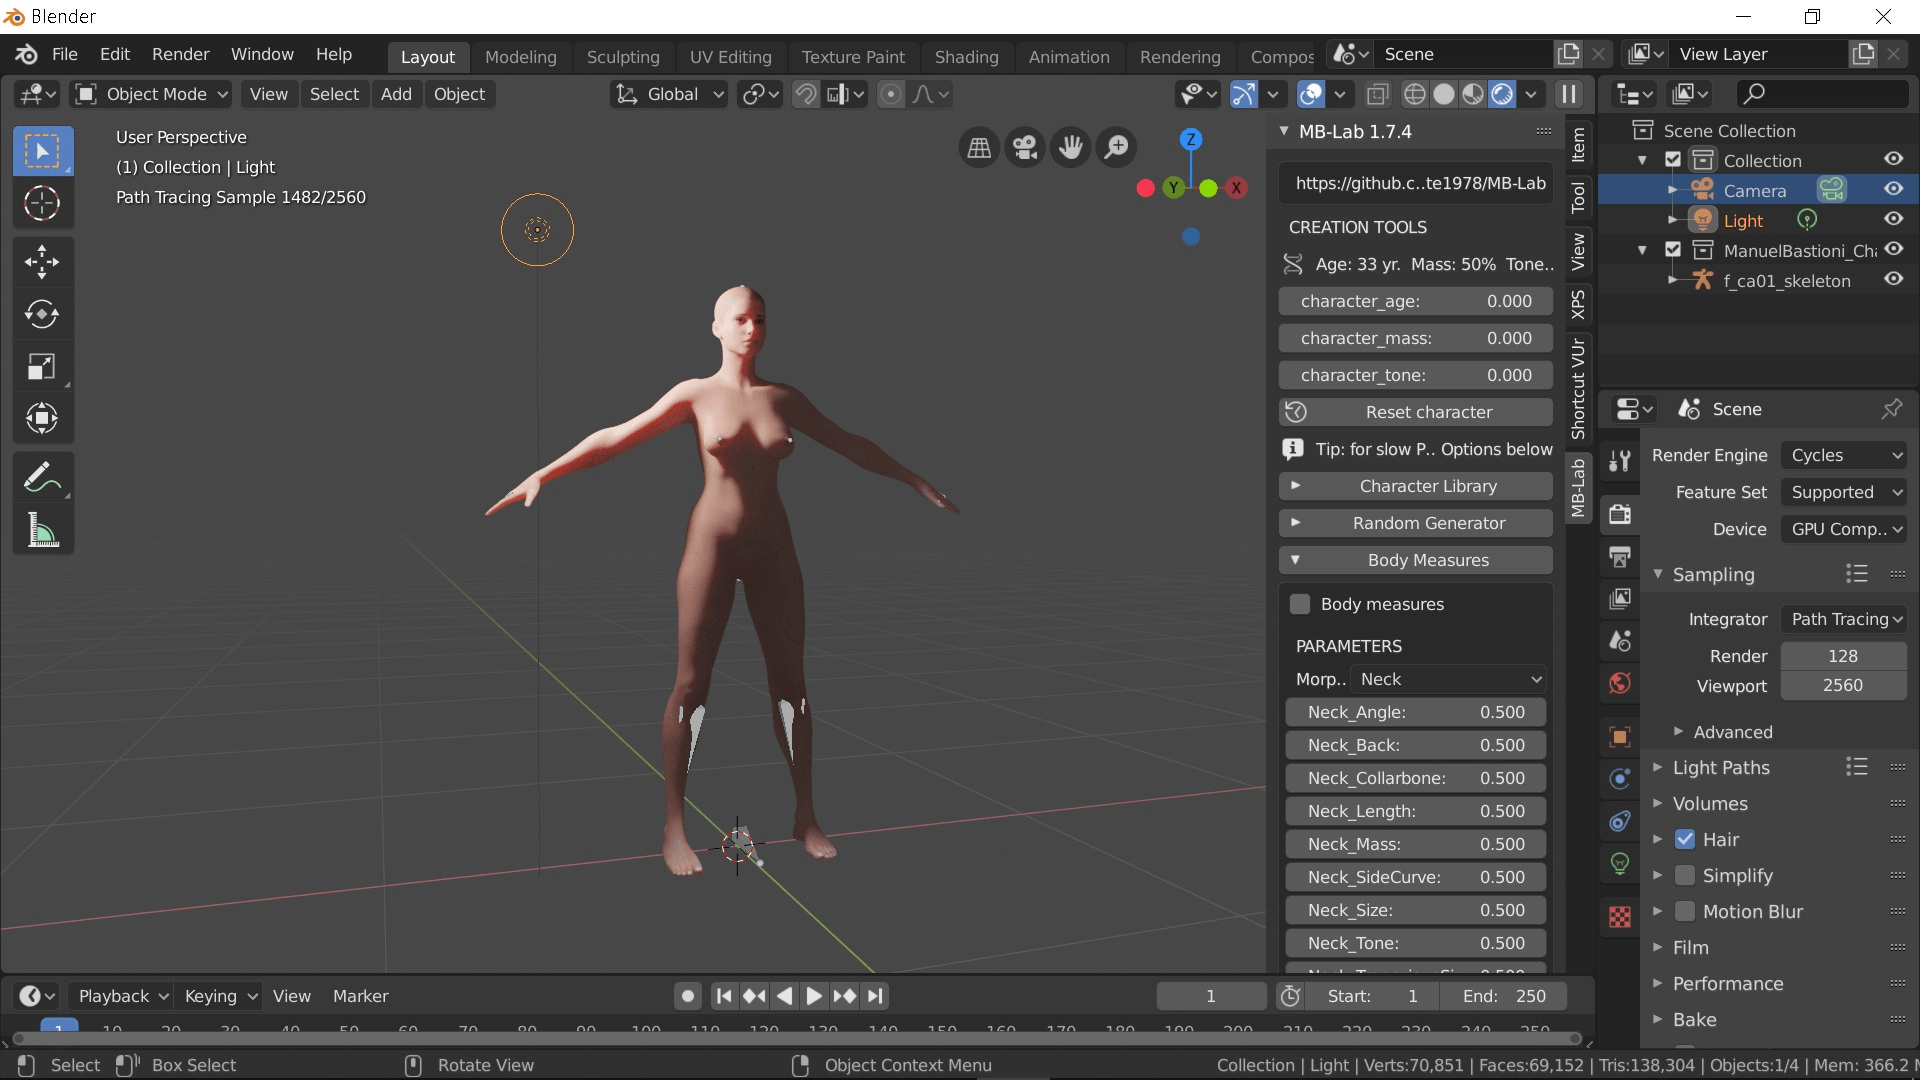 Blender
File Edit Render Window Help
Layout Modeling Sculpting UV Editing Texture Paint Shading Animation Rendering Compos
Scene
View Layer
Object Mode View Select Add Object
Global
User Perspective
(1) Collection | Light
Path Tracing Sample 1482/2560
Z
Y
X
MB-Lab 1.7.4
https://github.c..te1978/MB-Lab
CREATION TOOLS
Age: 33 yr. Mass: 50% Tone..
character_age: 0.000
character_mass: 0.000
character_tone: 0.000
Reset character
Tip: for slow P.. Options below
Character Library
Random Generator
Body Measures
Body measures
PARAMETERS
Morp.. Neck
Neck_Angle: 0.500
Neck_Back: 0.500
Neck_Collarbone: 0.500
Neck_Length: 0.500
Neck_Mass: 0.500
Neck_SideCurve: 0.500
Neck_Size: 0.500
Neck_Tone: 0.500
Item
Tool
View
XPS
Shortcut VUr
MB-Lab
Scene Collection
Collection
Camera
Light
ManuelBastioni_Cha
f_ca01_skeleton
Scene
Render Engine Cycles
Feature Set Supported
Device GPU Comp..
Sampling
Integrator Path Tracing
Render 128
Viewport 2560
Advanced
Light Paths
Volumes
Hair
Simplify
Motion Blur
Film
Performance
Bake
Playback Keying View Marker
1
Start: 1
End: 250
1 10 20 30 40 50 60 70 80 90 100 110 120 130 140 150 160 170 180 190 200 210 220 230 240 250
Select Box Select Rotate View Object Context Menu
Collection | Light | Verts:70,851 | Faces:69,152 | Tris:138,304 | Objects:1/4 | Mem: 366.2 M